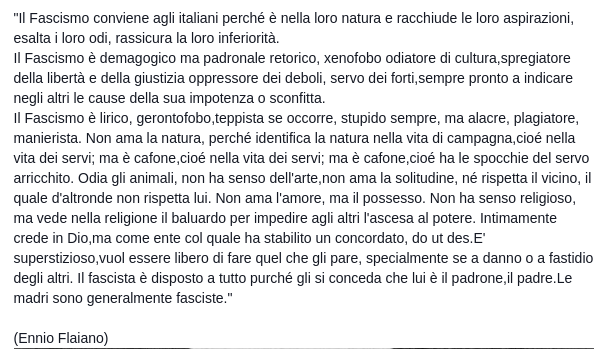 "Il Fascismo conviene agli italiani perché è nella loro natura e racchiude le loro aspirazioni,
esalta i loro odi, rassicura la loro inferiorità.
Il Fascismo è demagogico ma padronale retorico, xenofobo odiatore di cultura,spregiatore
della libertà e della giustizia oppressore dei deboli, servo dei forti,sempre pronto a indicare
negli altri le cause della sua impotenza o sconfitta.
Il Fascismo è lirico, gerontofobo,teppista se occorre, stupido sempre, ma alacre, plagiatore,
manierista. Non ama la natura, perché identifica la natura nella vita di campagna,cioé nella
vita dei servi; ma è cafone,cioé nella vita dei servi; ma è cafone,cioé ha le spocchie del servo
arricchito. Odia gli animali, non ha senso dell'arte,non ama la solitudine, né rispetta il vicino, il
quale d'altronde non rispetta lui. Non ama l'amore, ma il possesso. Non ha senso religioso,
ma vede nella religione il baluardo per impedire agli altri l'ascesa al potere. Intimamente
crede in Dio,ma come ente col quale ha stabilito un concordato, do ut des.E'
superstizioso,vuol essere libero di fare quel che gli pare, specialmente se a danno o a fastidio
degli altri. Il fascista è disposto a tutto purché gli si conceda che lui è il padrone,il padre.Le
madri sono generalmente fasciste."
(Ennio Flaiano)